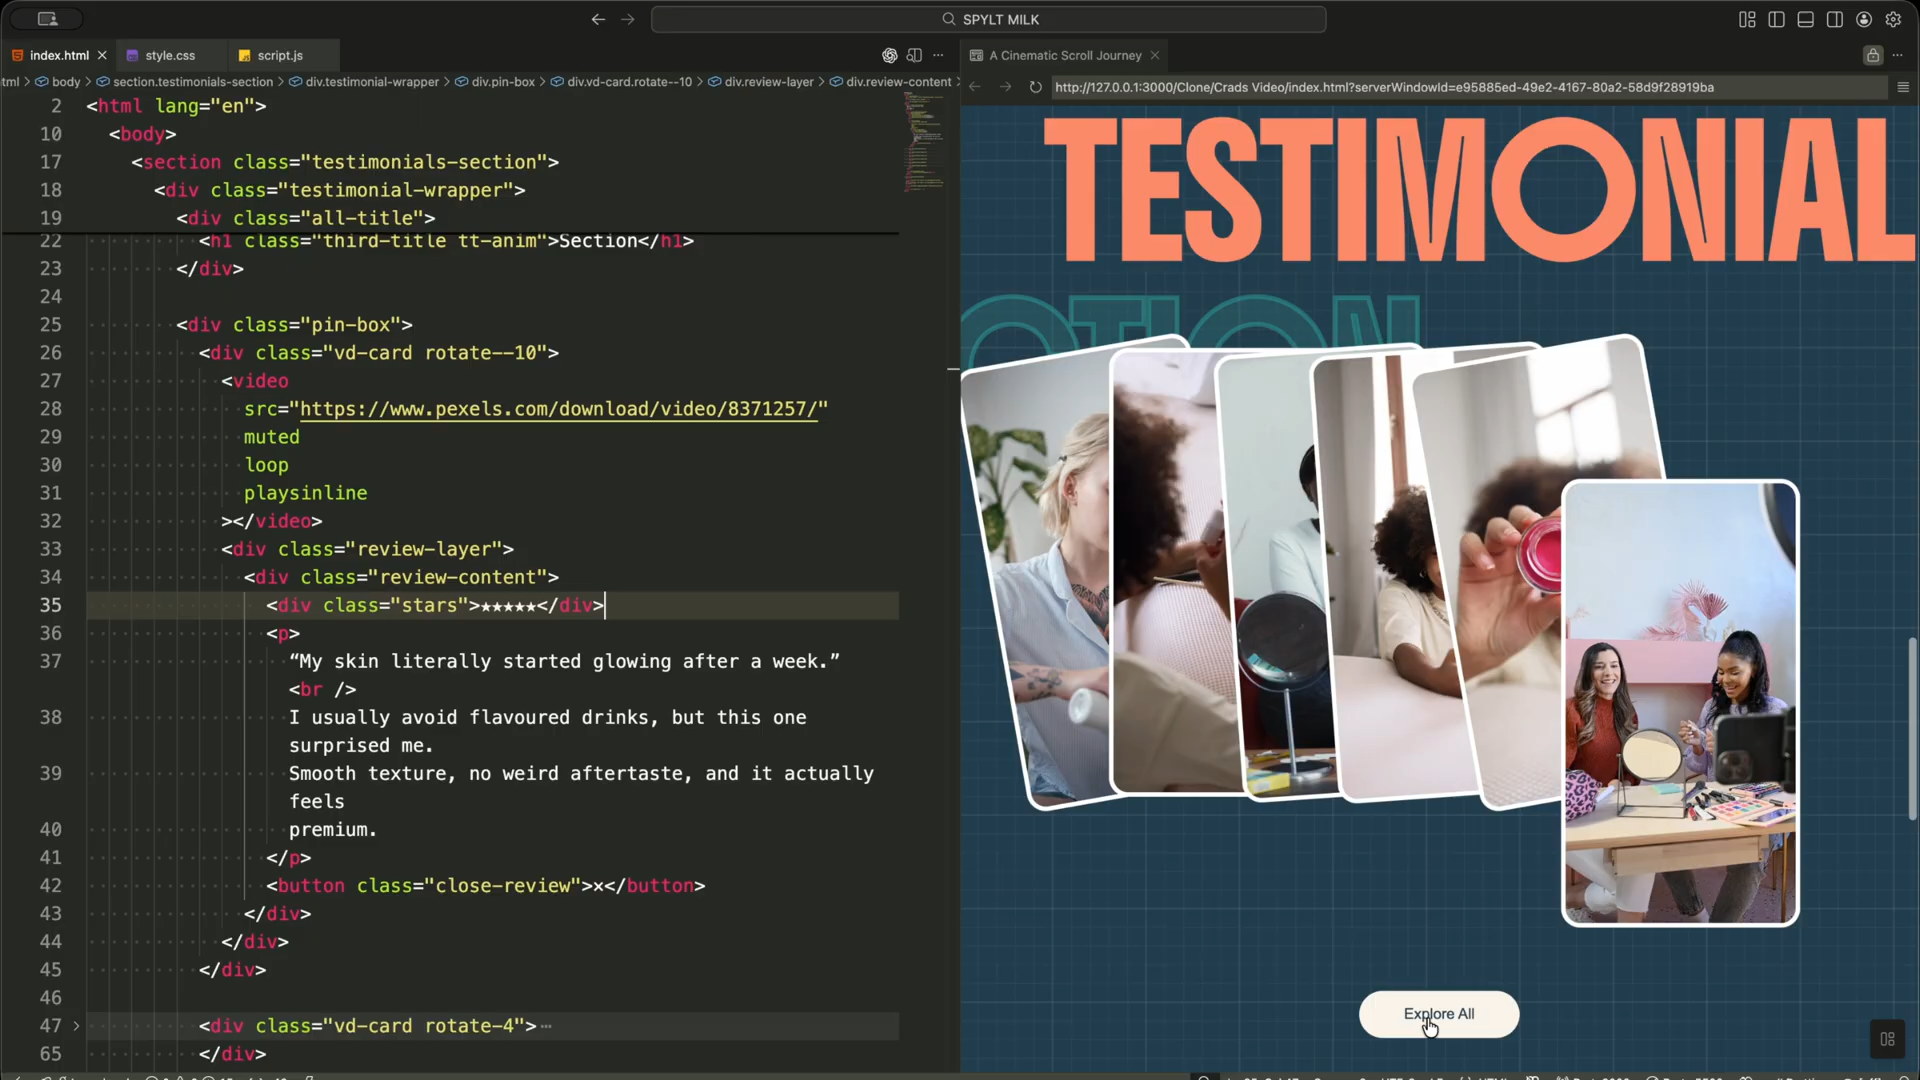 SPYLT MILK
index.html
style.css
script.js
A Cinematic Scroll Journey
body > section.testimonials-section > div.testimonial-wrapper > div.pin-box > div.vd-card.rotate--10 > div.review-layer > div.review-content >
http://127.0.0.1:3000/Clone/Crads Video/index.html?serverWindowId=e95885ed-49e2-4167-80a2-58d9f28919ba
2 <html lang="en">
10 <body>
17 <section class="testimonials-section">
18 <div class="testimonial-wrapper">
19 <div class="all-title">
22 <h1 class="third-title tt-anim">Section</h1>
23 </div>
24
25 <div class="pin-box">
26 <div class="vd-card rotate--10">
27 <video
28 src="https://www.pexels.com/download/video/8371257/"
29 muted
30 loop
31 playsinline
32 ></video>
33 <div class="review-layer">
34 <div class="review-content">
35 <div class="stars">★★★★★</div>
36 <p>
37 “My skin literally started glowing after a week.”
<br />
38 I usually avoid flavoured drinks, but this one
surprised me.
39 Smooth texture, no weird aftertaste, and it actually
feels
40 premium.
41 </p>
42 <button class="close-review">×</button>
43 </div>
44 </div>
45 </div>
46
47 <div class="vd-card rotate-4">
65 </div>
TESTIMONIAL
CTION
Explore All